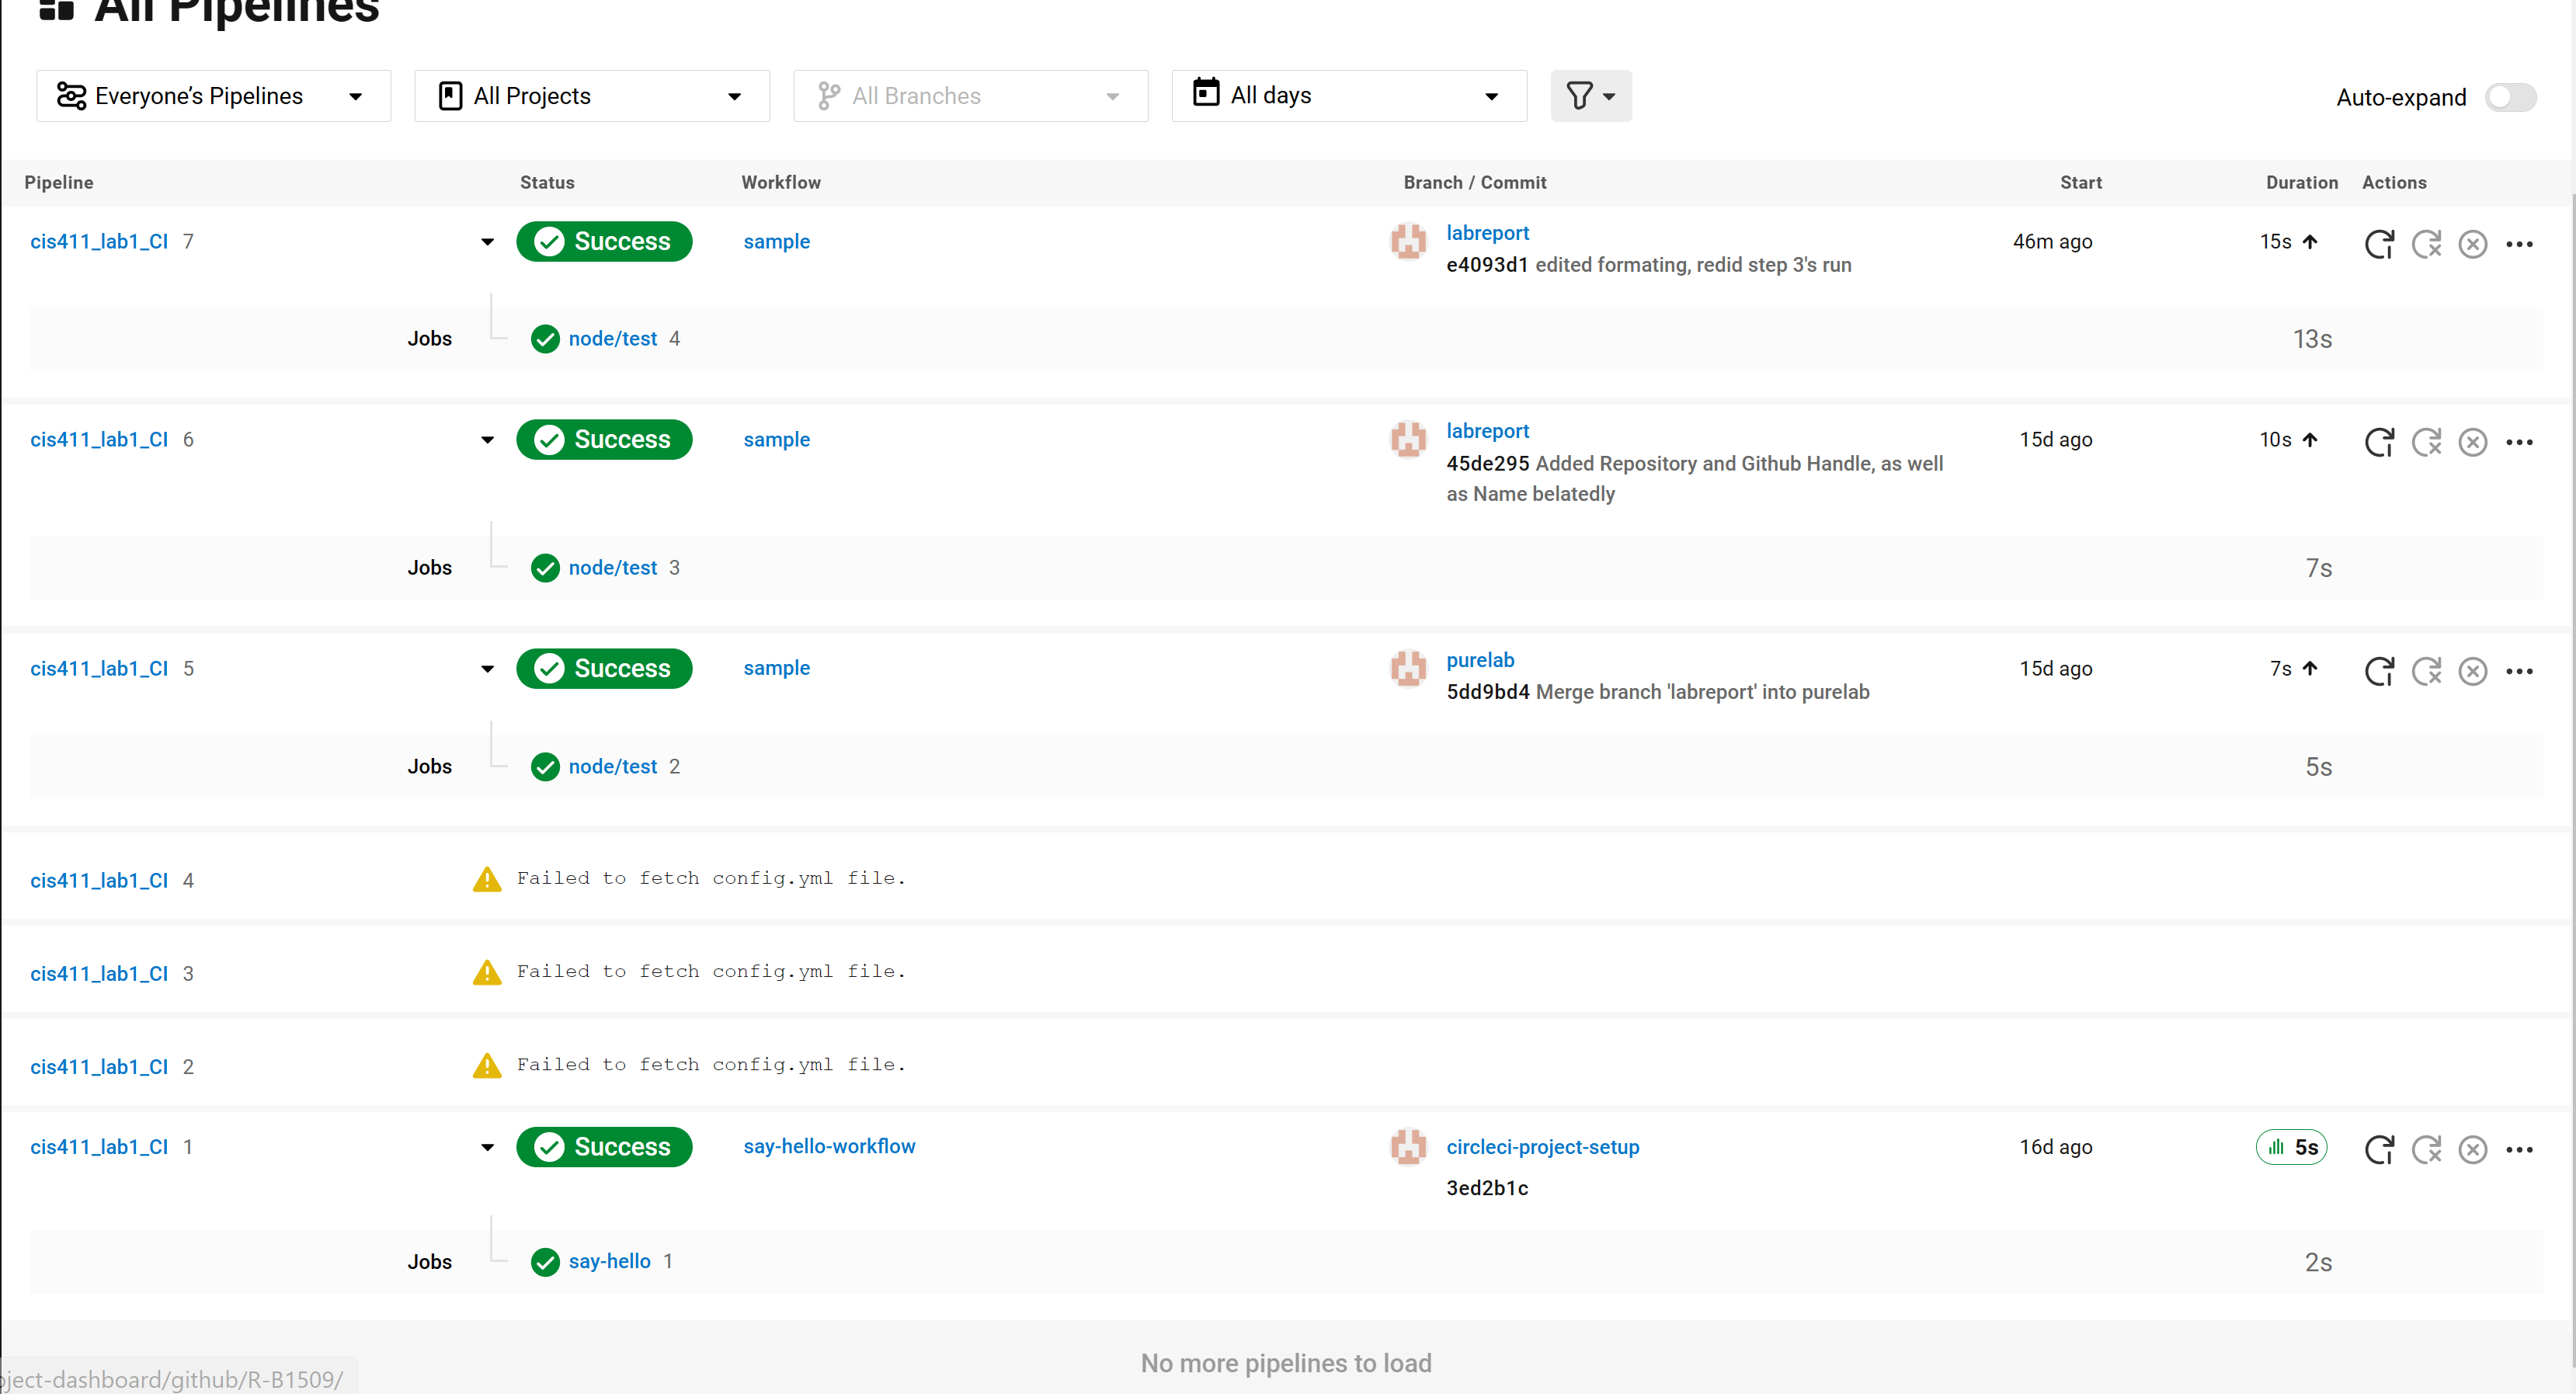 All Pipelines
Everyone’s Pipelines All Projects All Branches All days Auto-expand
Pipeline Status Workflow Branch / Commit Start Duration Actions
cis411_lab1_CI 7 Success sample labreport 46m ago 15s
e4093d1 edited formating, redid step 3's run
Jobs node/test 4 13s
cis411_lab1_CI 6 Success sample labreport 15d ago 10s
45de295 Added Repository and Github Handle, as well
as Name belatedly
Jobs node/test 3 7s
cis411_lab1_CI 5 Success sample purelab 15d ago 7s
5dd9bd4 Merge branch 'labreport' into purelab
Jobs node/test 2 5s
cis411_lab1_CI 4 Failed to fetch config.yml file.
cis411_lab1_CI 3 Failed to fetch config.yml file.
cis411_lab1_CI 2 Failed to fetch config.yml file.
cis411_lab1_CI 1 Success say-hello-workflow circleci-project-setup 16d ago 5s
3ed2b1c
Jobs say-hello 1 2s
No more pipelines to load
ject-dashboard/github/R-B1509/